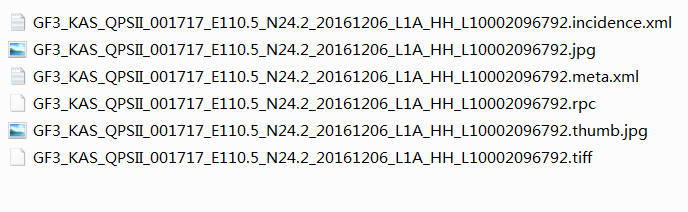 GF3_KAS_QPSII_001717_E110.5_N24.2_20161206_L1A_HH_L10002096792.incidence.xml
GF3_KAS_QPSII_001717_E110.5_N24.2_20161206_L1A_HH_L10002096792.jpg
GF3_KAS_QPSII_001717_E110.5_N24.2_20161206_L1A_HH_L10002096792.meta.xml
GF3_KAS_QPSII_001717_E110.5_N24.2_20161206_L1A_HH_L10002096792.rpc
GF3_KAS_QPSII_001717_E110.5_N24.2_20161206_L1A_HH_L10002096792.thumb.jpg
GF3_KAS_QPSII_001717_E110.5_N24.2_20161206_L1A_HH_L10002096792.tiff